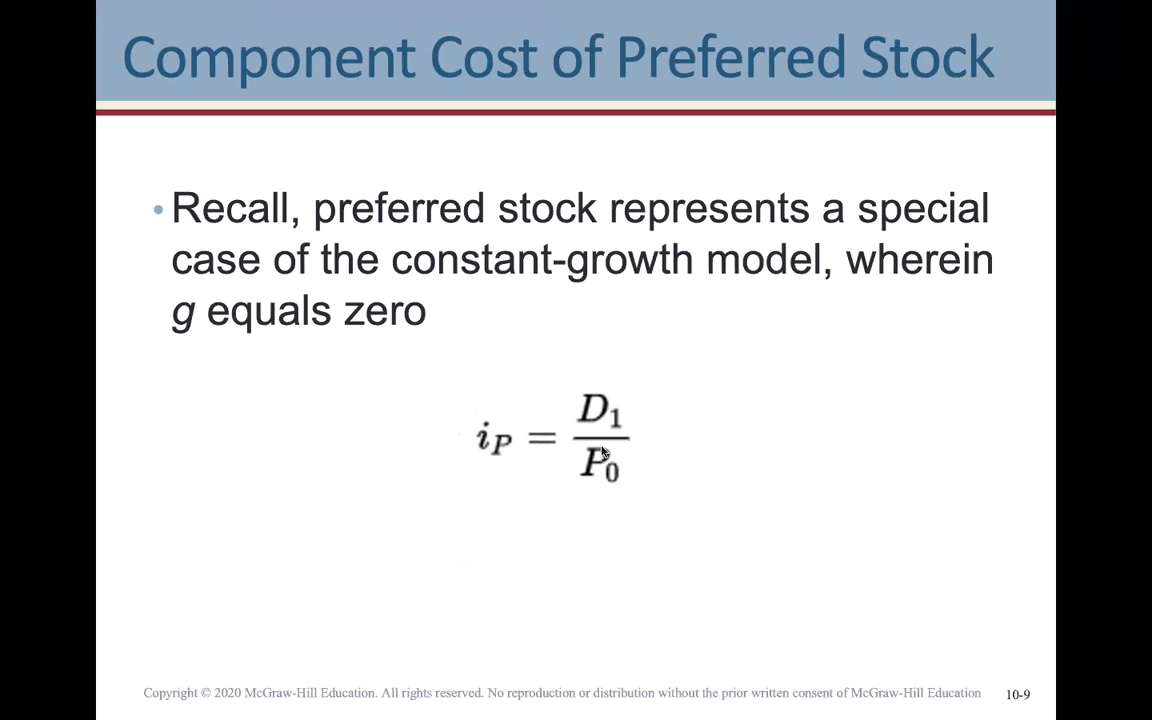 Component Cost of Preferred Stock
• Recall, preferred stock represents a special
case of the constant-growth model, wherein
g equals zero
i_P = D_1 / P_0
Copyright © 2020 McGraw-Hill Education. All rights reserved. No reproduction or distribution without the prior written consent of McGraw-Hill Education 10-9